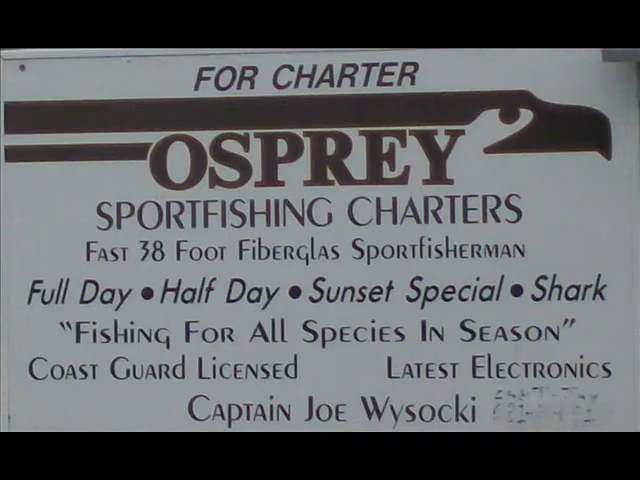 FOR CHARTER
OSPREY
SPORTFISHING CHARTERS
FAST 38 FOOT FIBERGLAS SPORTFISHERMAN
Full Day • Half Day • Sunset Special • Shark
"FISHING FOR ALL SPECIES IN SEASON"
COAST GUARD LICENSED LATEST ELECTRONICS
CAPTAIN JOE WYSOCKI